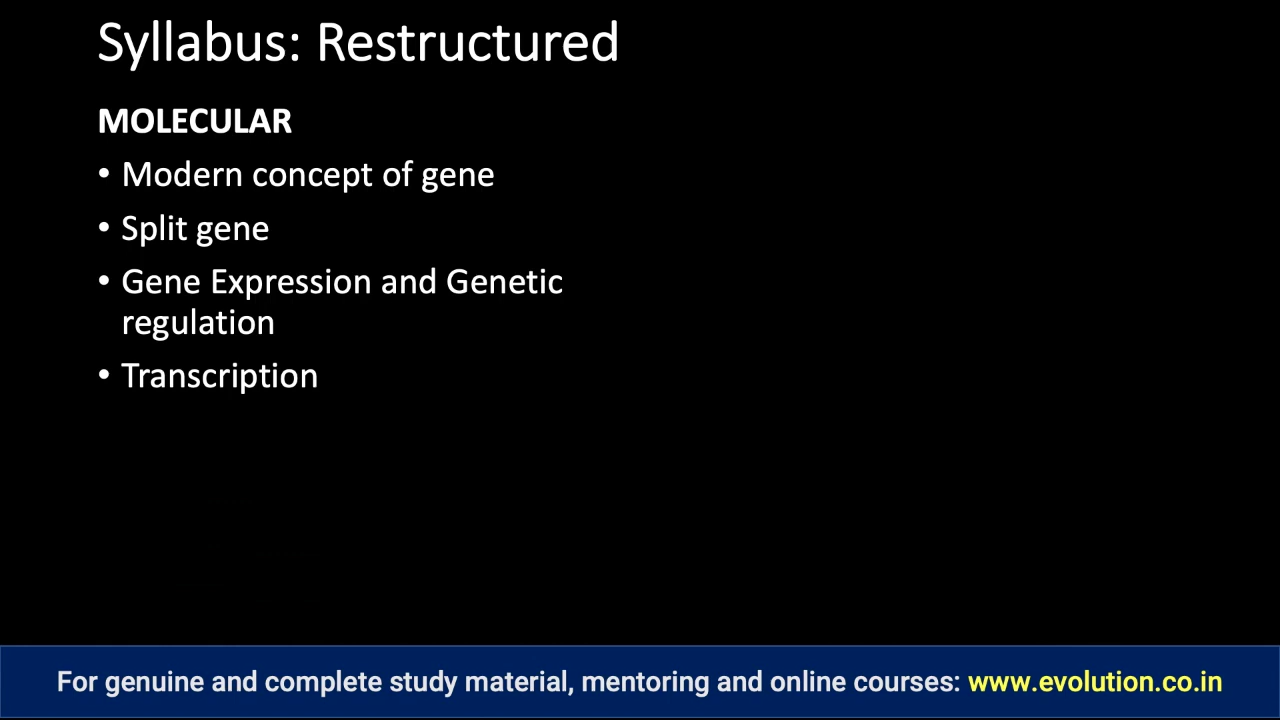 Syllabus: Restructured
MOLECULAR
• Modern concept of gene
• Split gene
• Gene Expression and Genetic
regulation
• Transcription
For genuine and complete study material, mentoring and online courses: www.evolution.co.in